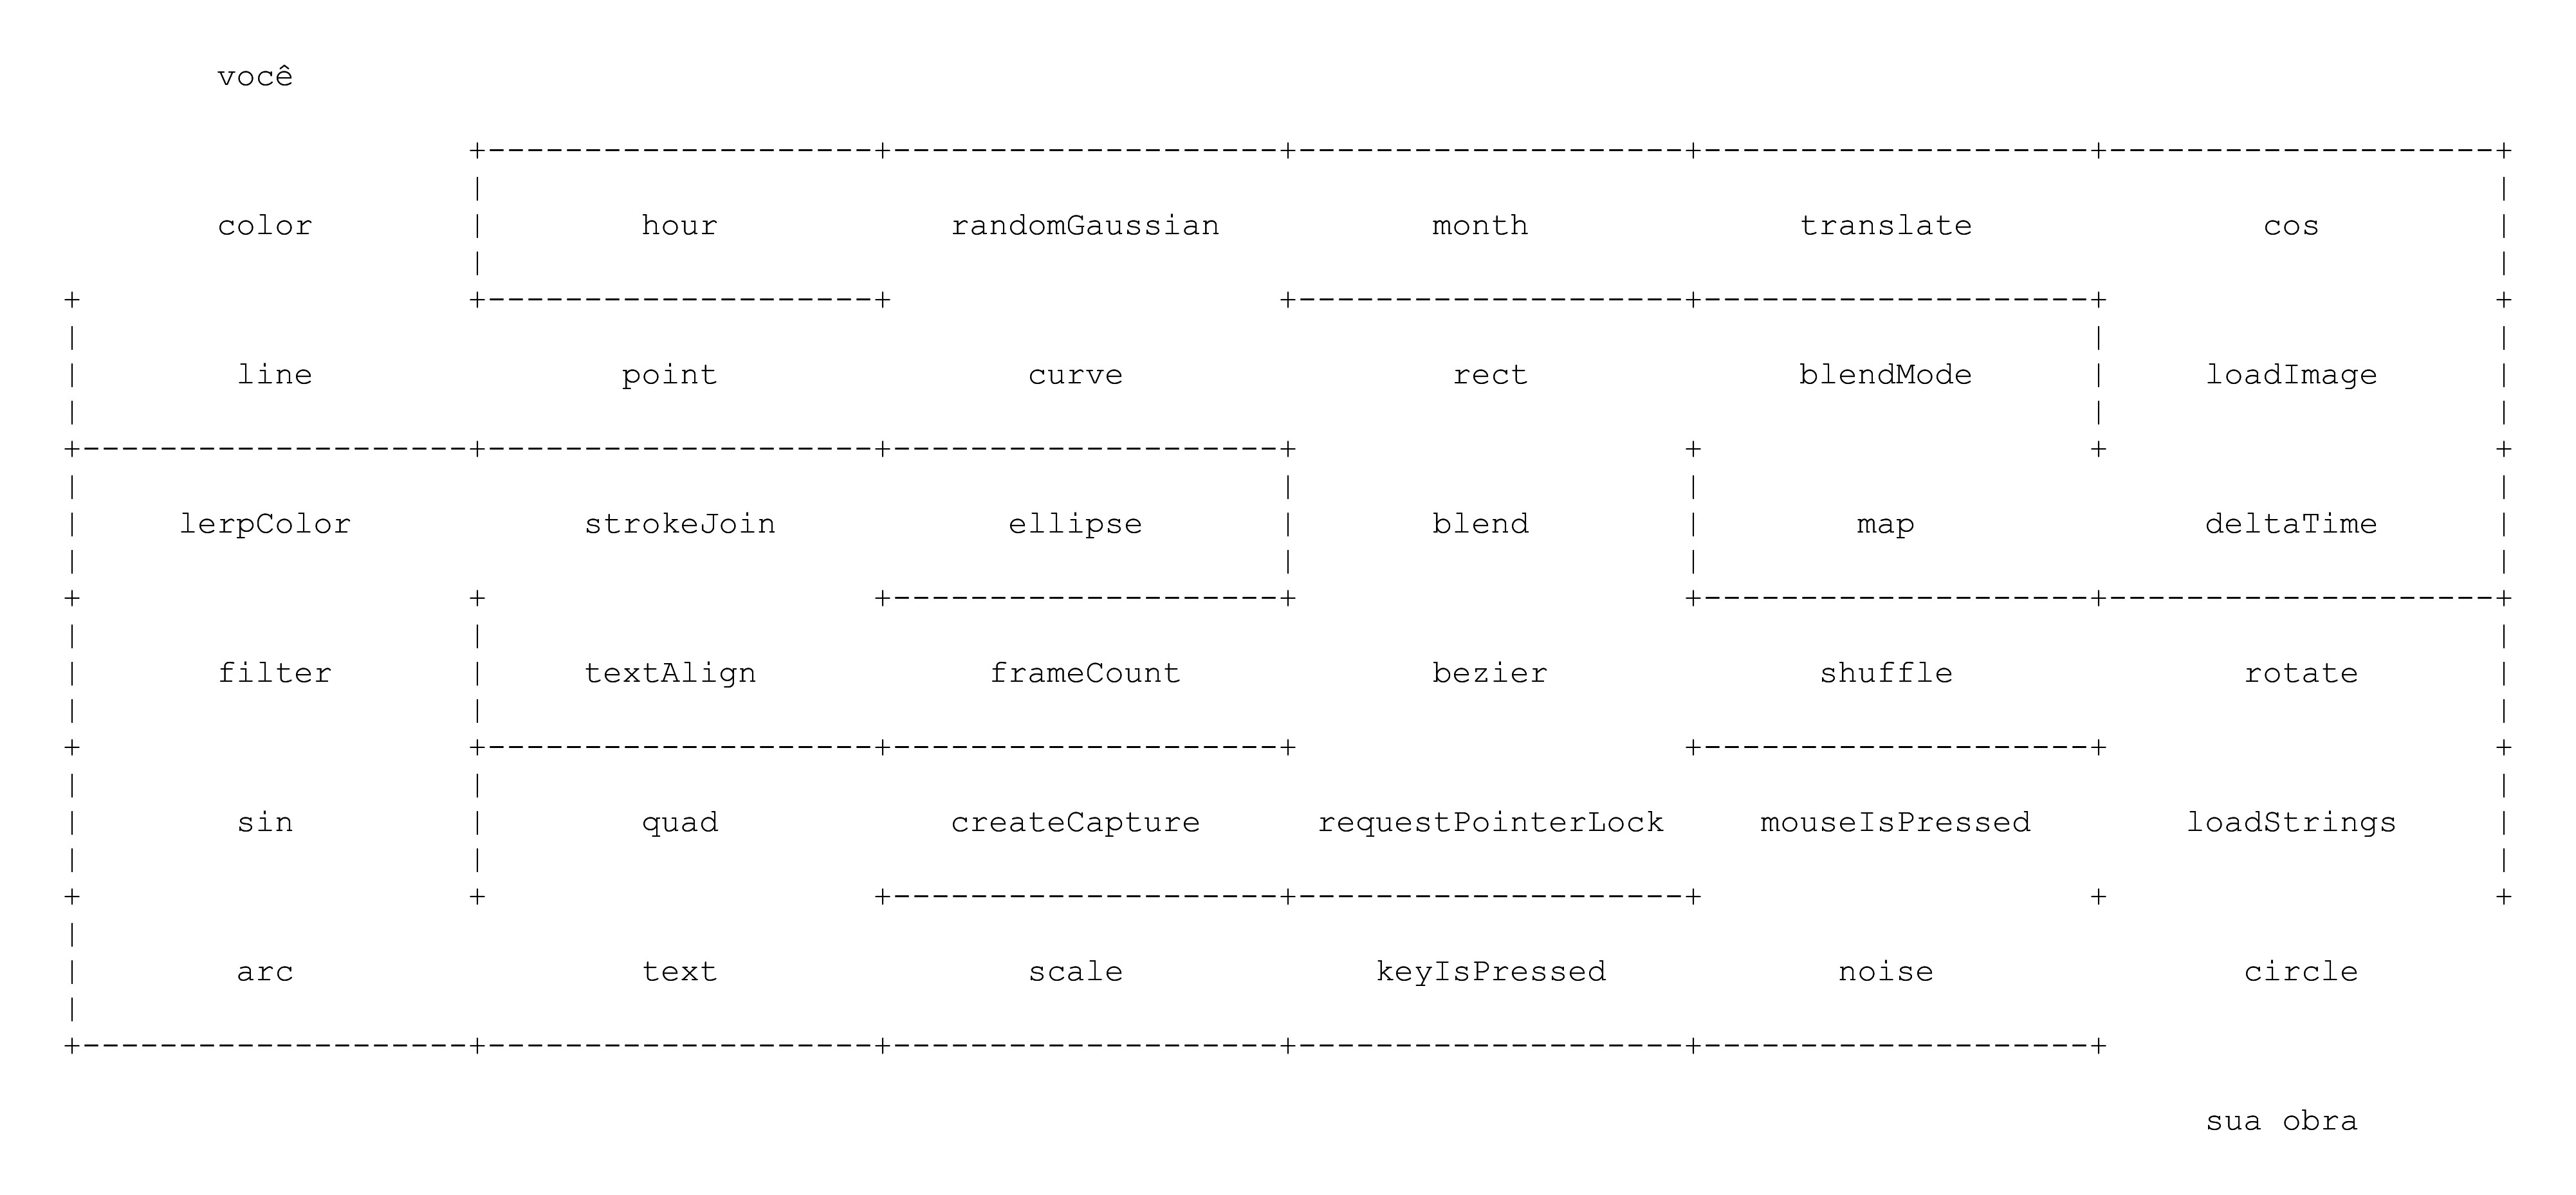 você
color hour randomGaussian month translate cos
line point curve rect blendMode loadImage
lerpColor strokeJoin ellipse blend map deltaTime
filter textAlign frameCount bezier shuffle rotate
sin quad createCapture requestPointerLock mouseIsPressed loadStrings
arc text scale keyIsPressed noise circle
sua obra